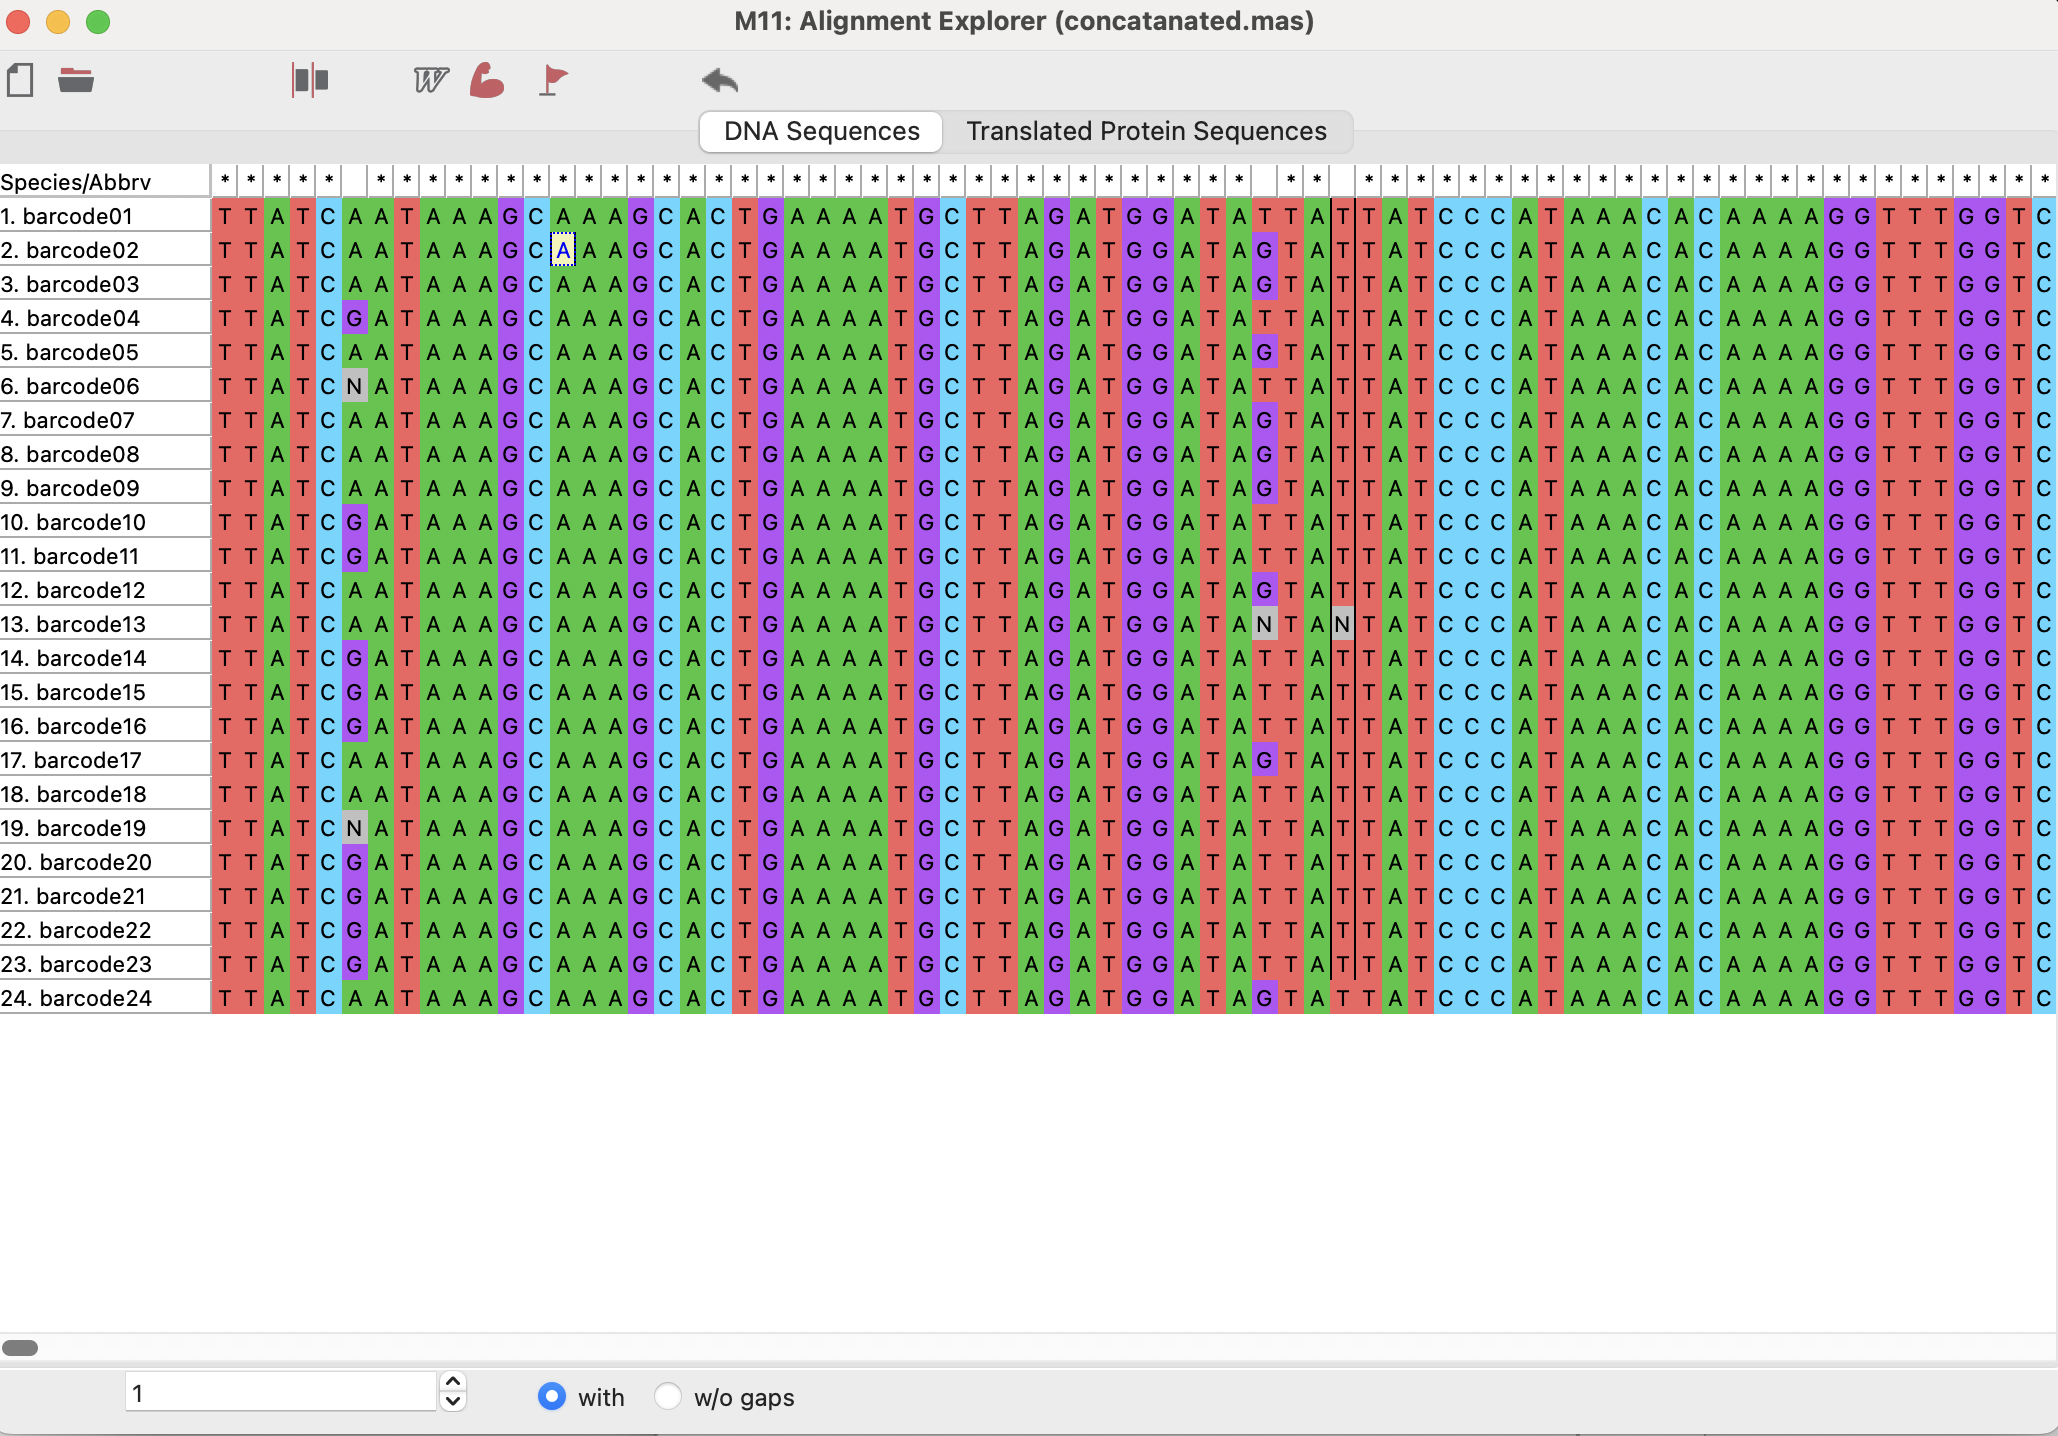 M11: Alignment Explorer (concatanated.mas)
DNA Sequences Translated Protein Sequences
Species/Abbrv * * * * * * * * * * * * * * * * * * * * * * * * * * * * * * * * * * * * * * * * * * * * * * * * * * * * * * * * * * * * * * * * * * * *
1. barcode01 T T A T C A A T A A A G C A A A G C A C T G A A A A T G C T T A G A T G G A T A T T A T T A T C C C A T A A A C A C A A A A G G T T T G G T C
2. barcode02 T T A T C A A T A A A G C A A A G C A C T G A A A A T G C T T A G A T G G A T A G T A T T A T C C C A T A A A C A C A A A A G G T T T G G T C
3. barcode03 T T A T C A A T A A A G C A A A G C A C T G A A A A T G C T T A G A T G G A T A G T A T T A T C C C A T A A A C A C A A A A G G T T T G G T C
4. barcode04 T T A T C G A T A A A G C A A A G C A C T G A A A A T G C T T A G A T G G A T A T T A T T A T C C C A T A A A C A C A A A A G G T T T G G T C
5. barcode05 T T A T C A A T A A A G C A A A G C A C T G A A A A T G C T T A G A T G G A T A G T A T T A T C C C A T A A A C A C A A A A G G T T T G G T C
6. barcode06 T T A T C N A T A A A G C A A A G C A C T G A A A A T G C T T A G A T G G A T A T T A T T A T C C C A T A A A C A C A A A A G G T T T G G T C
7. barcode07 T T A T C A A T A A A G C A A A G C A C T G A A A A T G C T T A G A T G G A T A G T A T T A T C C C A T A A A C A C A A A A G G T T T G G T C
8. barcode08 T T A T C A A T A A A G C A A A G C A C T G A A A A T G C T T A G A T G G A T A G T A T T A T C C C A T A A A C A C A A A A G G T T T G G T C
9. barcode09 T T A T C A A T A A A G C A A A G C A C T G A A A A T G C T T A G A T G G A T A G T A T T A T C C C A T A A A C A C A A A A G G T T T G G T C
10. barcode10 T T A T C G A T A A A G C A A A G C A C T G A A A A T G C T T A G A T G G A T A T T A T T A T C C C A T A A A C A C A A A A G G T T T G G T C
11. barcode11 T T A T C G A T A A A G C A A A G C A C T G A A A A T G C T T A G A T G G A T A T T A T T A T C C C A T A A A C A C A A A A G G T T T G G T C
12. barcode12 T T A T C A A T A A A G C A A A G C A C T G A A A A T G C T T A G A T G G A T A G T A T T A T C C C A T A A A C A C A A A A G G T T T G G T C
13. barcode13 T T A T C A A T A A A G C A A A G C A C T G A A A A T G C T T A G A T G G A T A N T A N T A T C C C A T A A A C A C A A A A G G T T T G G T C
14. barcode14 T T A T C G A T A A A G C A A A G C A C T G A A A A T G C T T A G A T G G A T A T T A T T A T C C C A T A A A C A C A A A A G G T T T G G T C
15. barcode15 T T A T C G A T A A A G C A A A G C A C T G A A A A T G C T T A G A T G G A T A T T A T T A T C C C A T A A A C A C A A A A G G T T T G G T C
16. barcode16 T T A T C G A T A A A G C A A A G C A C T G A A A A T G C T T A G A T G G A T A T T A T T A T C C C A T A A A C A C A A A A G G T T T G G T C
17. barcode17 T T A T C A A T A A A G C A A A G C A C T G A A A A T G C T T A G A T G G A T A G T A T T A T C C C A T A A A C A C A A A A G G T T T G G T C
18. barcode18 T T A T C A A T A A A G C A A A G C A C T G A A A A T G C T T A G A T G G A T A T T A T T A T C C C A T A A A C A C A A A A G G T T T G G T C
19. barcode19 T T A T C N A T A A A G C A A A G C A C T G A A A A T G C T T A G A T G G A T A T T A T T A T C C C A T A A A C A C A A A A G G T T T G G T C
20. barcode20 T T A T C G A T A A A G C A A A G C A C T G A A A A T G C T T A G A T G G A T A T T A T T A T C C C A T A A A C A C A A A A G G T T T G G T C
21. barcode21 T T A T C G A T A A A G C A A A G C A C T G A A A A T G C T T A G A T G G A T A T T A T T A T C C C A T A A A C A C A A A A G G T T T G G T C
22. barcode22 T T A T C G A T A A A G C A A A G C A C T G A A A A T G C T T A G A T G G A T A T T A T T A T C C C A T A A A C A C A A A A G G T T T G G T C
23. barcode23 T T A T C G A T A A A G C A A A G C A C T G A A A A T G C T T A G A T G G A T A T T A T T A T C C C A T A A A C A C A A A A G G T T T G G T C
24. barcode24 T T A T C A A T A A A G C A A A G C A C T G A A A A T G C T T A G A T G G A T A G T A T T A T C C C A T A A A C A C A A A A G G T T T G G T C
1 with w/o gaps